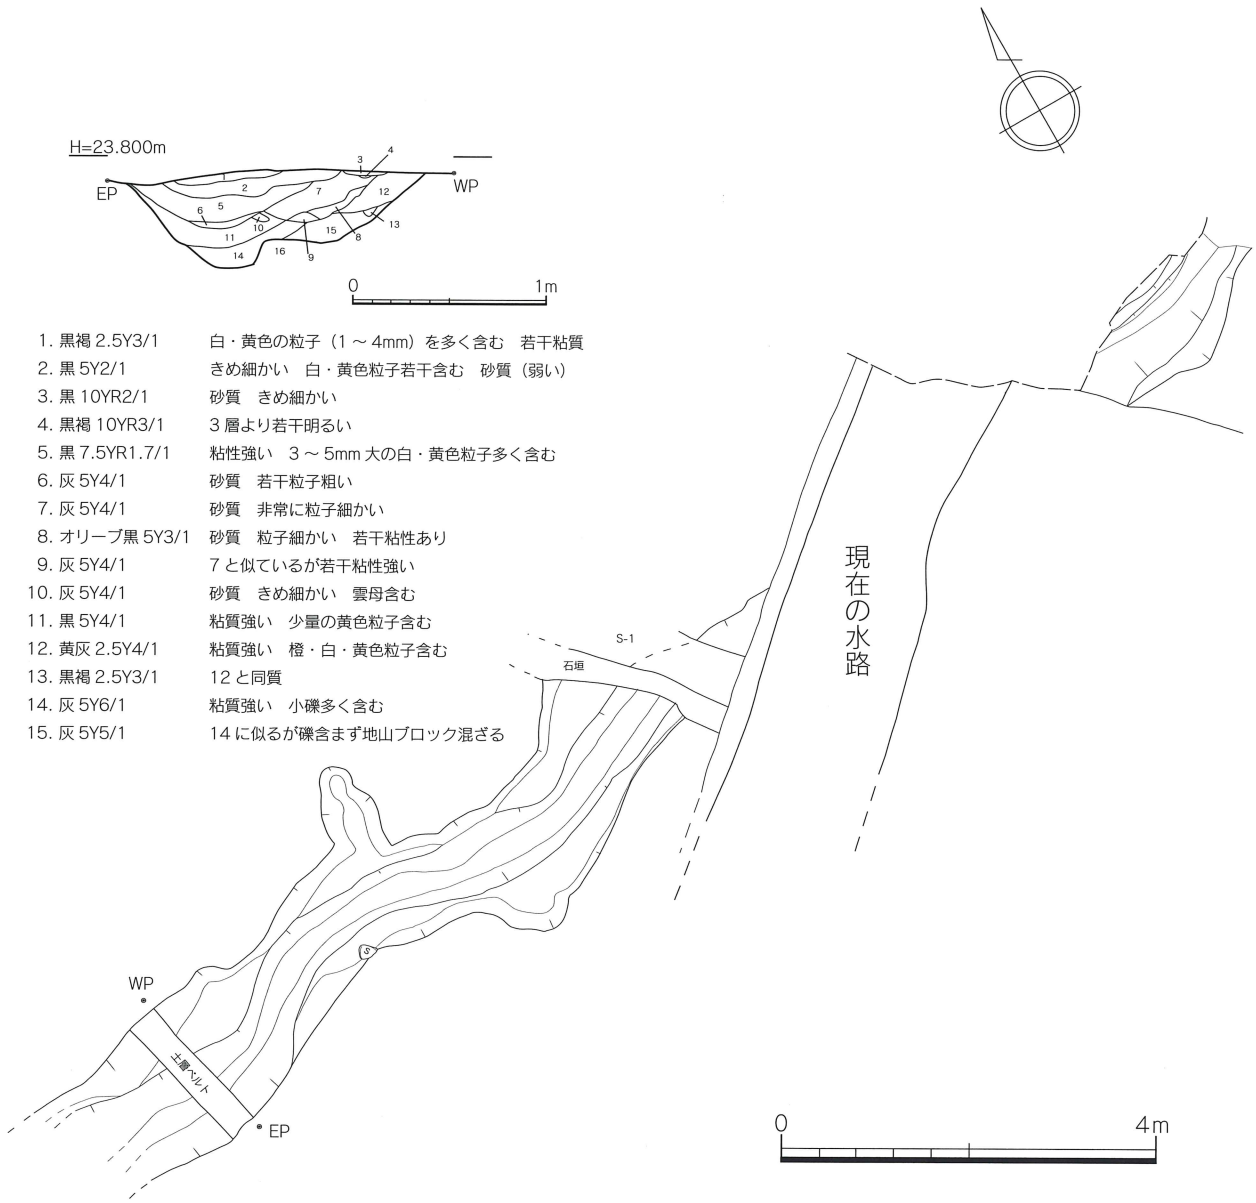 H=23.800m
EP
WP
1
2
3
4
5
6
7
8
9
10
11
12
13
14
15
16
0 1m
1. 黒褐 2.5Y3/1 白・黄色の粒子（1～4mm）を多く含む 若干粘質
2. 黒 5Y2/1 きめ細かい 白・黄色粒子若干含む 砂質（弱い）
3. 黒 10YR2/1 砂質 きめ細かい
4. 黒褐 10YR3/1 3層より若干明るい
5. 黒 7.5YR1.7/1 粘性強い 3～5mm大の白・黄色粒子多く含む
6. 灰 5Y4/1 砂質 若干粒子粗い
7. 灰 5Y4/1 砂質 非常に粒子細かい
8. オリーブ黒 5Y3/1 砂質 粒子細かい 若干粘性あり
9. 灰 5Y4/1 7と似ているが若干粘性強い
10. 灰 5Y4/1 砂質 きめ細かい 雲母含む
11. 黒 5Y4/1 粘質強い 少量の黄色粒子含む
12. 黄灰 2.5Y4/1 粘質強い 橙・白・黄色粒子含む
13. 黒褐 2.5Y3/1 12と同質
14. 灰 5Y6/1 粘質強い 小礫多く含む
15. 灰 5Y5/1 14に似るが礫含まず地山ブロック混ざる
現在の水路
S-1
石垣
S
WP
土層ベルト
EP
0 4m